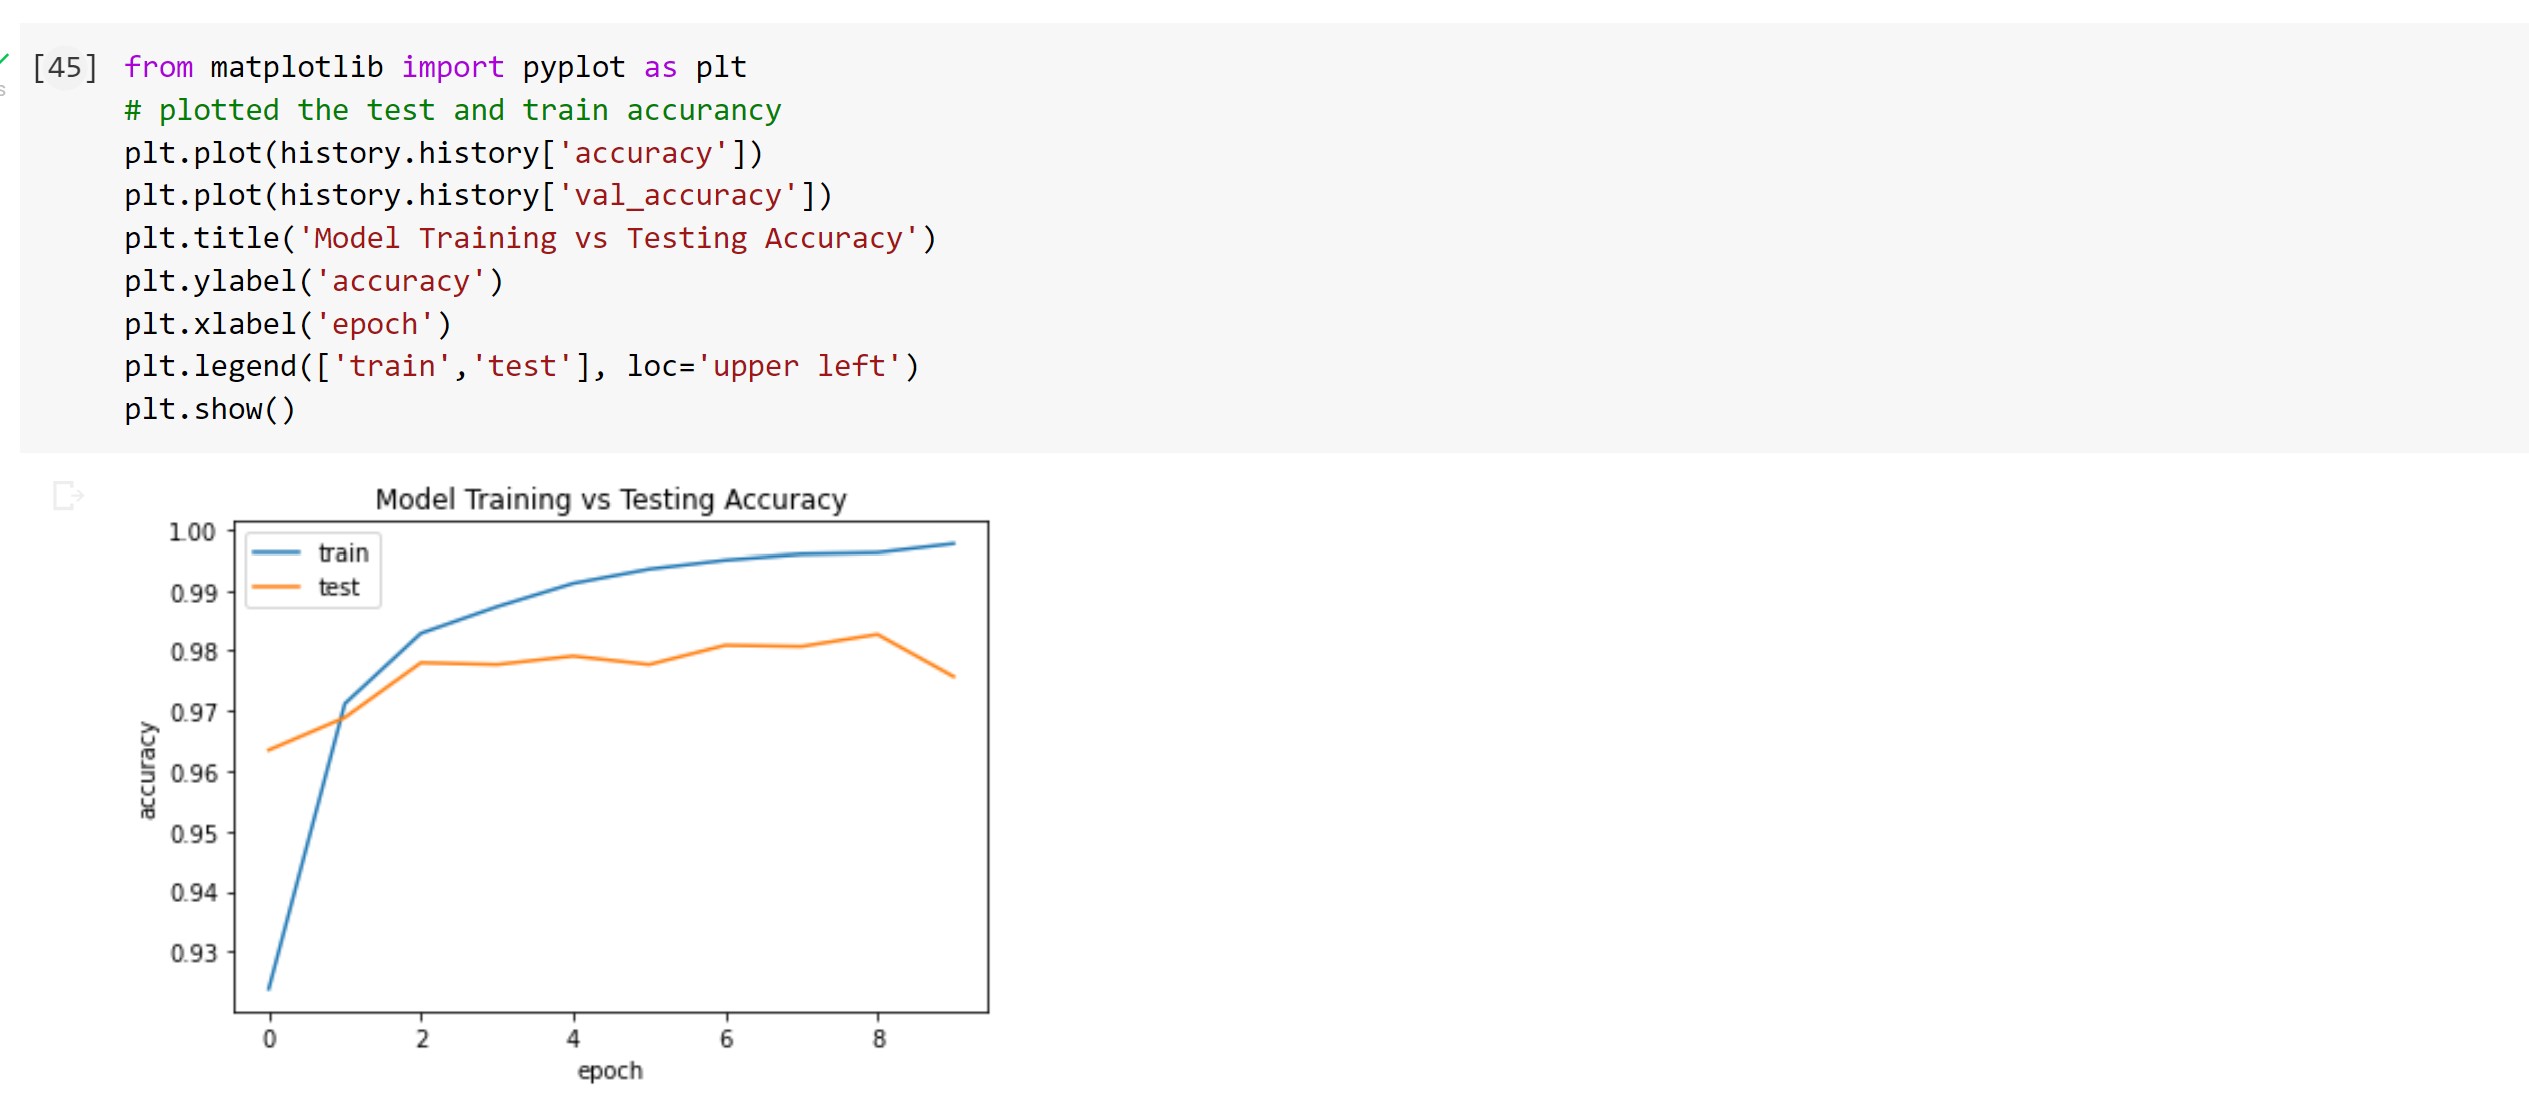 [45] from matplotlib import pyplot as plt
# plotted the test and train accurancy
plt.plot(history.history['accuracy'])
plt.plot(history.history['val_accuracy'])
plt.title('Model Training vs Testing Accuracy')
plt.ylabel('accuracy')
plt.xlabel('epoch')
plt.legend(['train','test'], loc='upper left')
plt.show()
s
Model Training vs Testing Accuracy
train
test
1.00
0.99
0.98
0.97
0.96
0.95
0.94
0.93
accuracy
0 2 4 6 8
epoch